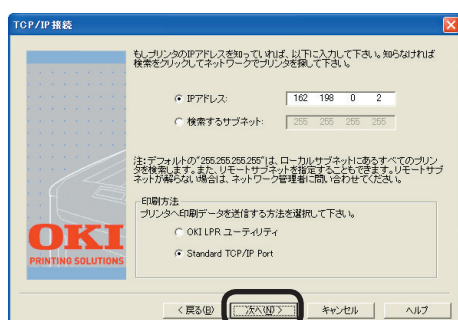 TCP/IP接続
もしプリンタのIPアドレスを知っていれば、以下に入力して下さい。知らなければ
検索をクリックしてネットワークでプリンタを探して下さい。
IPアドレス: 162 198 0 2
検索するサブネット: 255 255 255 255
注:デフォルトの"255.255.255.255"は、ローカルサブネットにあるすべてのプリン
タを検索します。また、リモートサブネットを指定することもできます。リモートサブ
ネットが解らない場合は、ネットワーク管理者に問い合わせてください。
印刷方法
プリンタへ印刷データを送信する方法を選択して下さい。
OKI LPR ユーティリティ
Standard TCP/IP Port
OKI
PRINTING SOLUTIONS
< 戻る(B) 次へ(N) > キャンセル ヘルプ